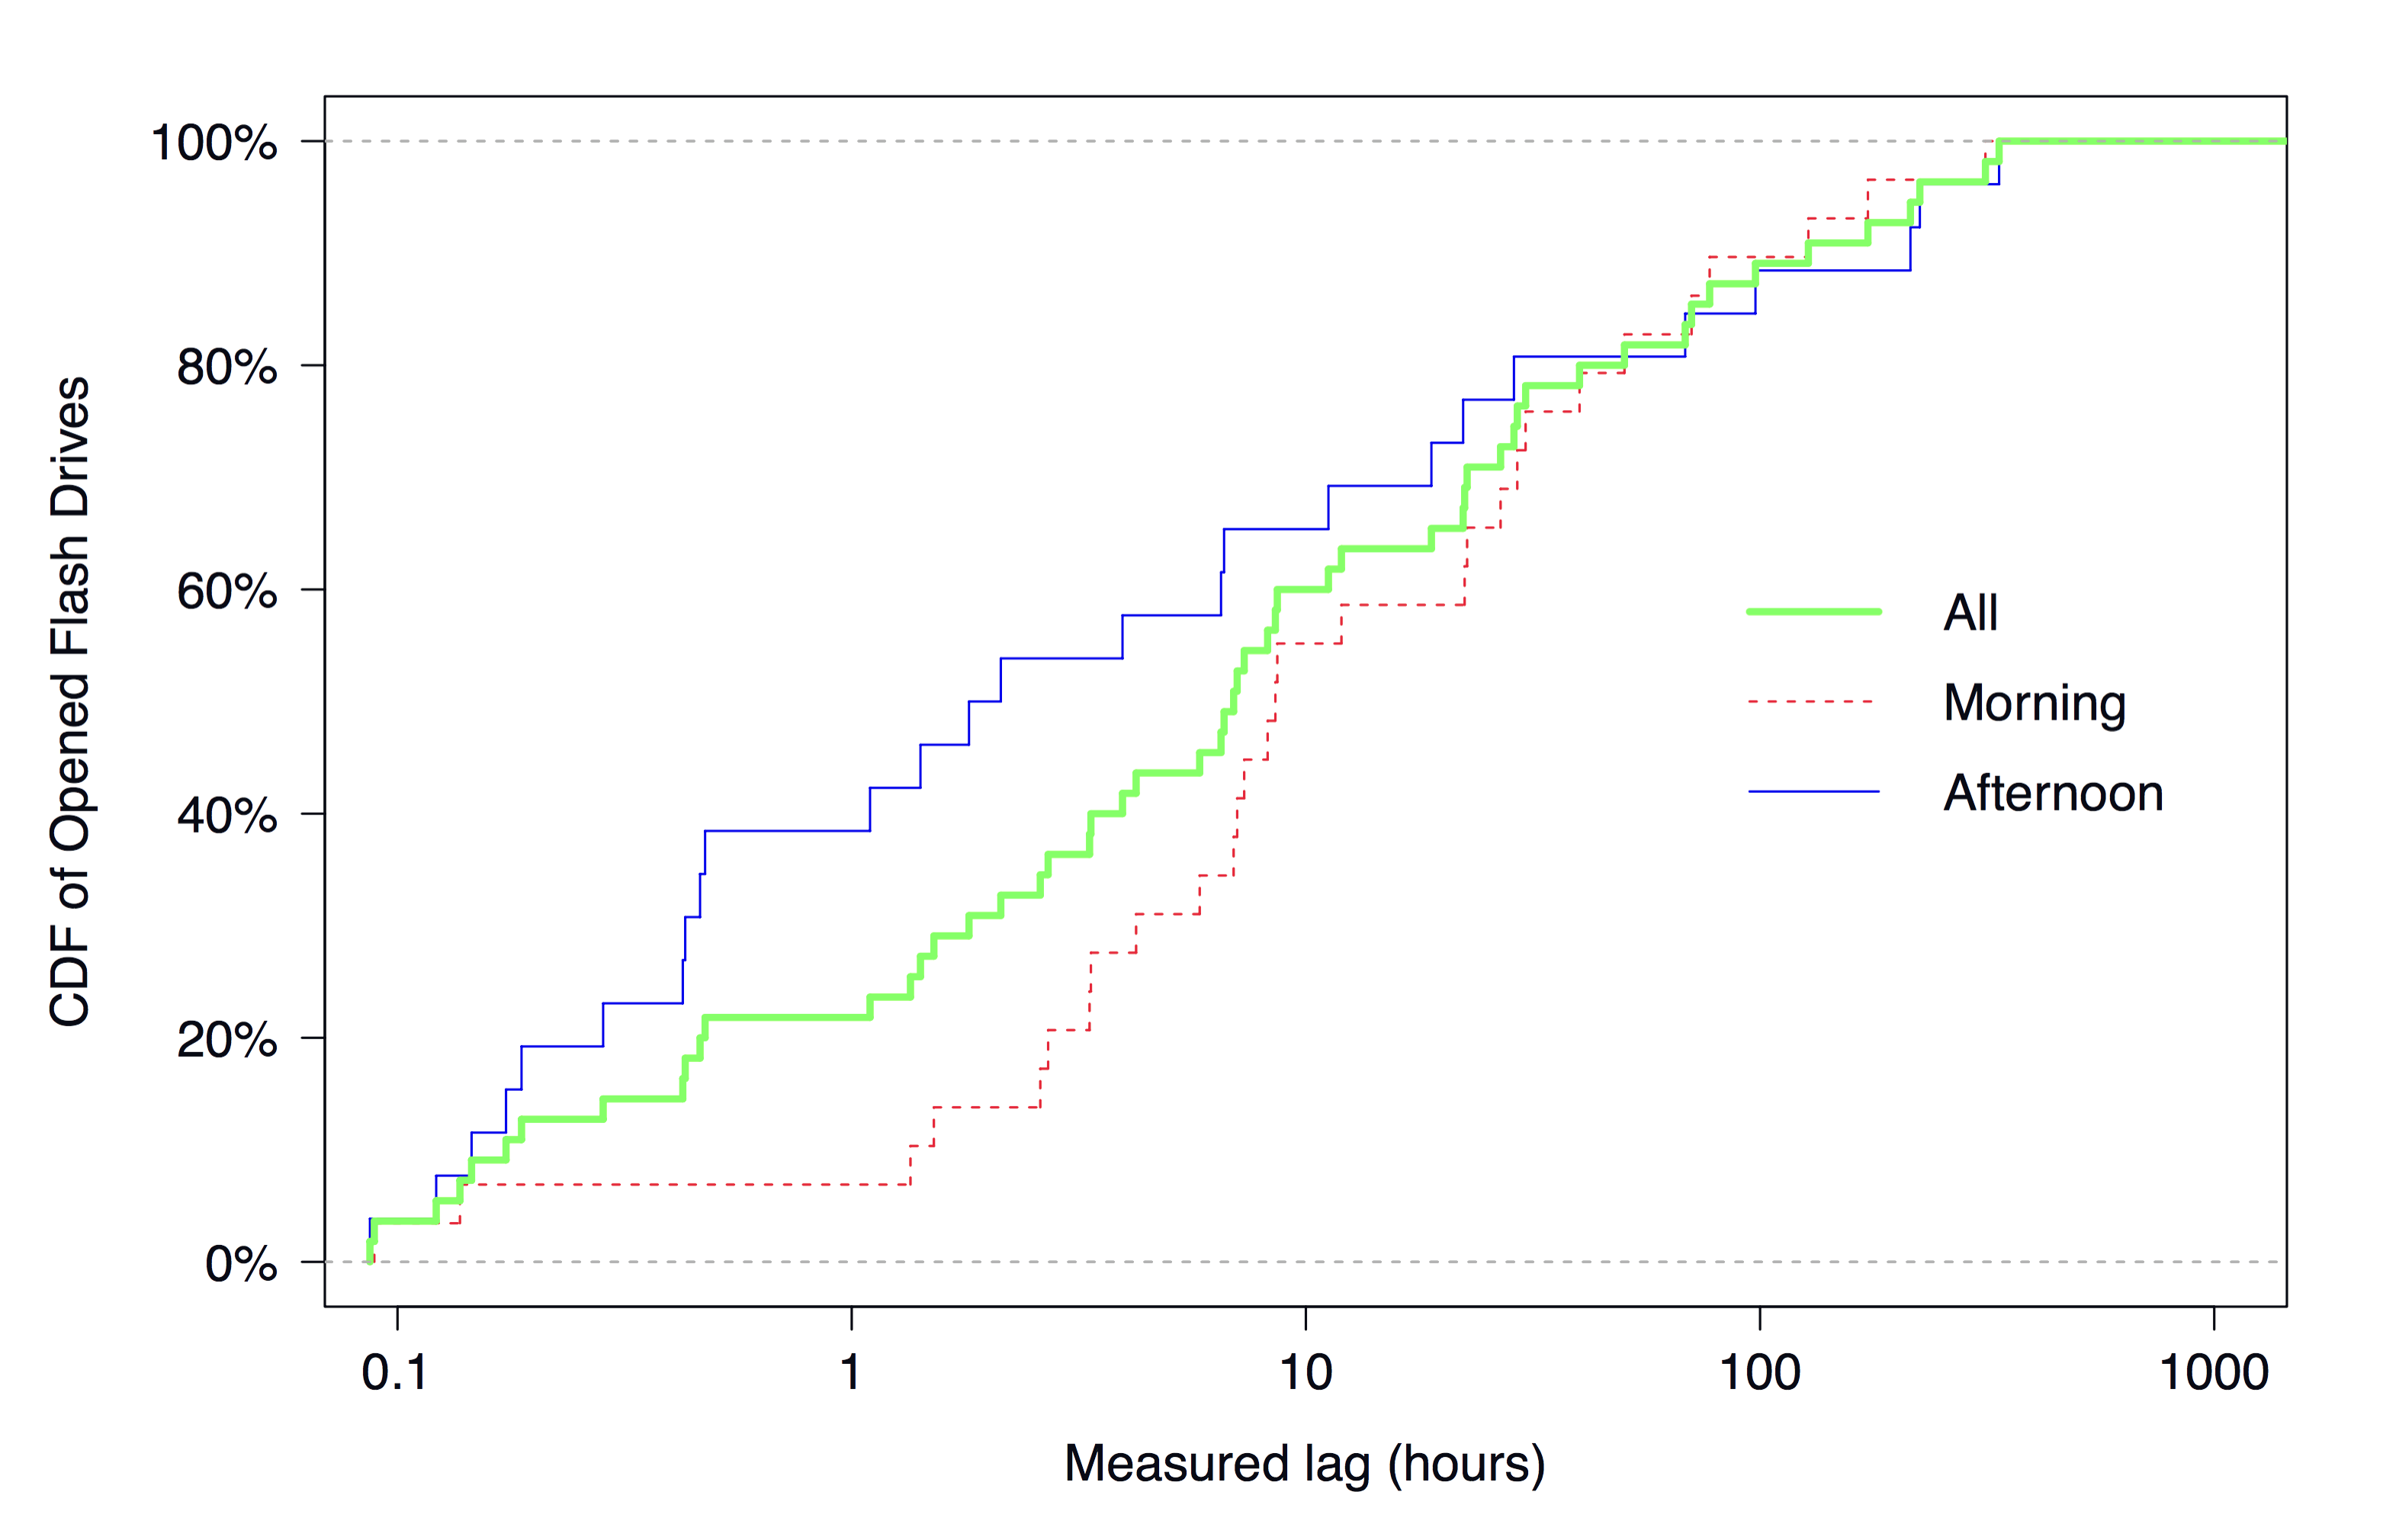 CDF of Opened Flash Drives
100%
80%
60%
40%
20%
0%
All
Morning
Afternoon
0.1 1 10 100 1000
Measured lag (hours)